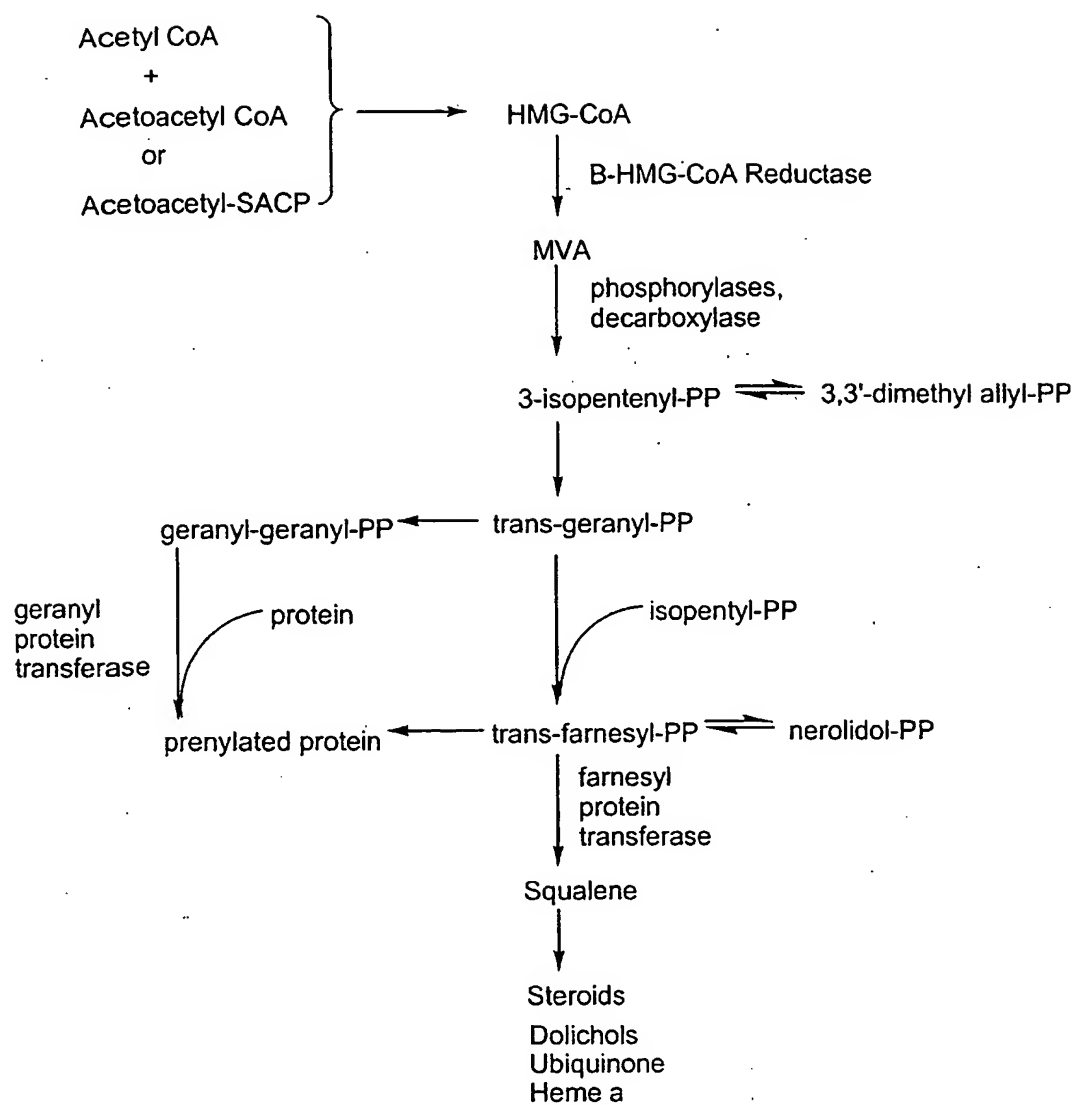 Acetyl CoA
+
Acetoacetyl CoA
or
Acetoacetyl-SACP
HMG-CoA
B-HMG-CoA Reductase
MVA
phosphorylases,
decarboxylase
3-isopentenyl-PP
3,3'-dimethyl allyl-PP
geranyl-geranyl-PP
trans-geranyl-PP
geranyl
protein
transferase
protein
isopentyl-PP
prenylated protein
trans-farnesyl-PP
nerolidol-PP
farnesyl
protein
transferase
Squalene
Steroids
Dolichols
Ubiquinone
Heme a